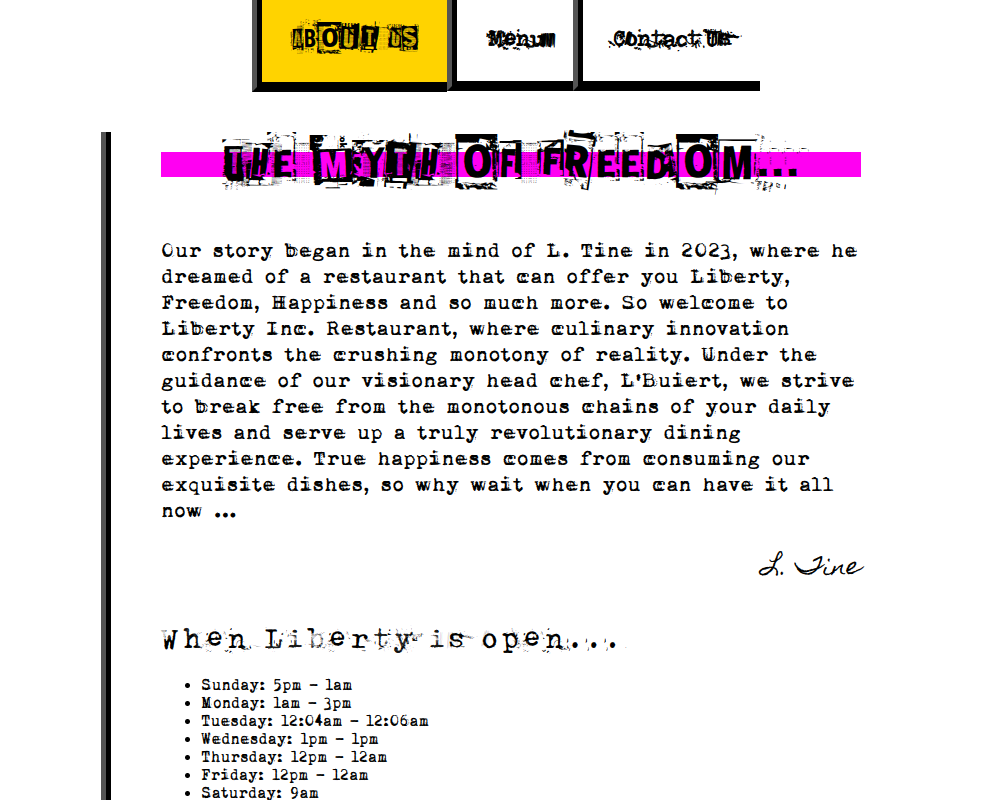 About Us
Menu
Contact Us
The Myth of Freedom...
Our story began in the mind of L. Tine in 2023, where he
dreamed of a restaurant that can offer you Liberty,
Freedom, Happiness and so much more. So welcome to
Liberty Inc. Restaurant, where culinary innovation
confronts the crushing monotony of reality. Under the
guidance of our visionary head chef, L'Buiert, we strive
to break free from the monotonous chains of your daily
lives and serve up a truly revolutionary dining
experience. True happiness comes from consuming our
exquisite dishes, so why wait when you can have it all
now ...
L. Tine
When Liberty is open...
Sunday: 5pm - 1am
Monday: 1am - 3pm
Tuesday: 12:04am - 12:06am
Wednesday: 1pm - 1pm
Thursday: 12pm - 12am
Friday: 12pm - 12am
Saturday: 9am